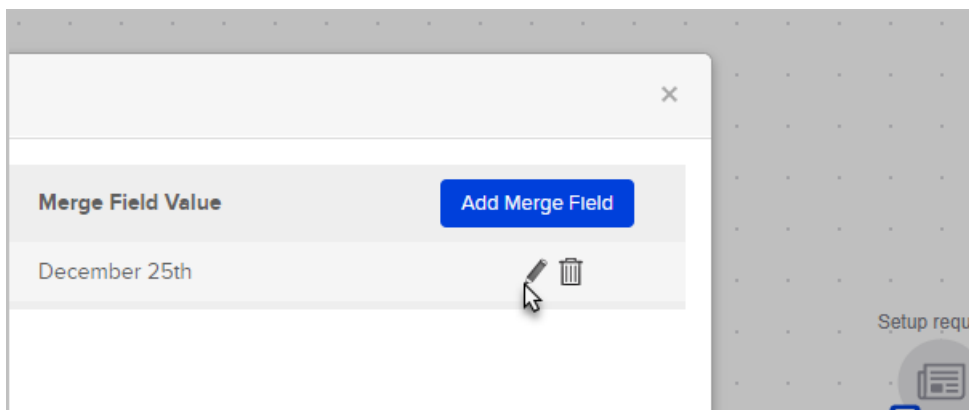 ×
Merge Field Value
Add Merge Field
December 25th
Setup requ